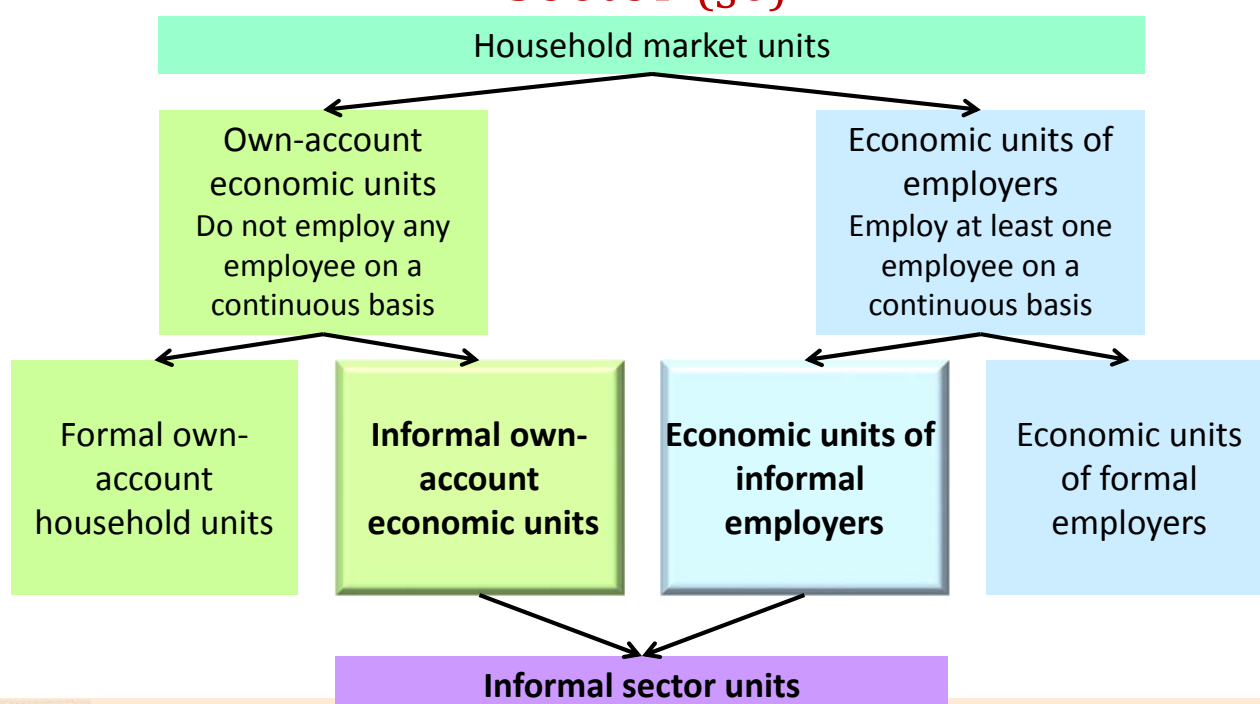 Household market units
Own-account
economic units
Do not employ any
employee on a
continuous basis
Economic units of
employers
Employ at least one
employee on a
continuous basis
Formal own-
account
household units
Informal own-
account
economic units
Economic units of
informal
employers
Economic units
of formal
employers
Informal sector units